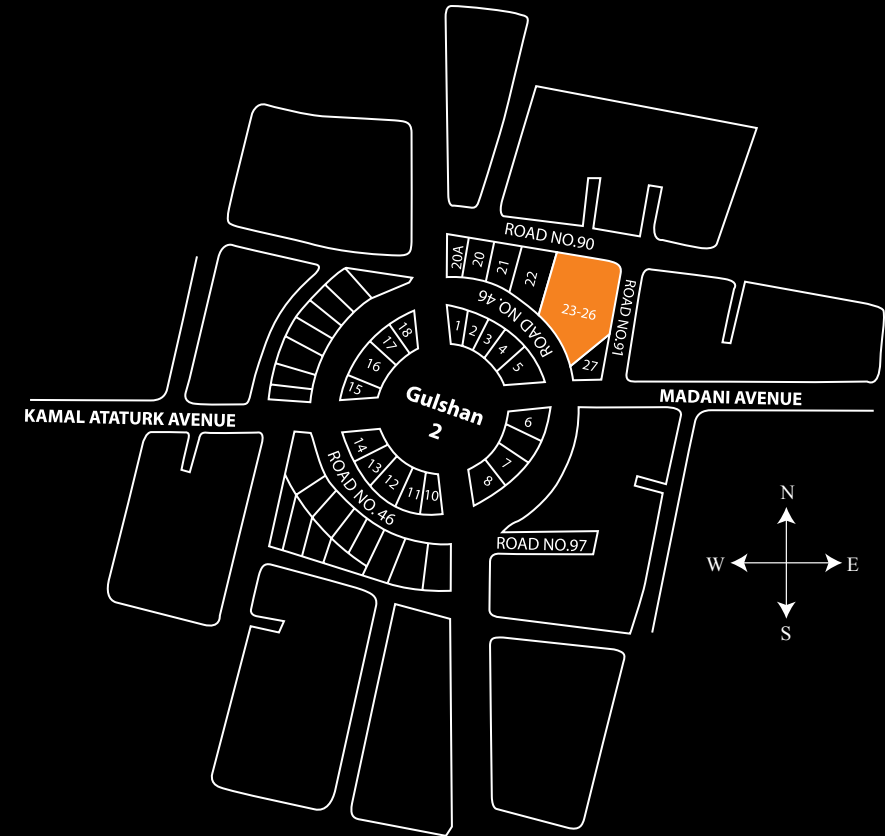 ROAD NO.90
20A
20
21
22
23-26
27
ROAD NO.91
ROAD NO.46
1
2
3
4
5
18
17
16
15
Gulshan
2
MADANI AVENUE
KAMAL ATATURK AVENUE
6
7
8
14
13
12
11
10
ROAD NO. 46
ROAD NO.97
N
W
E
S